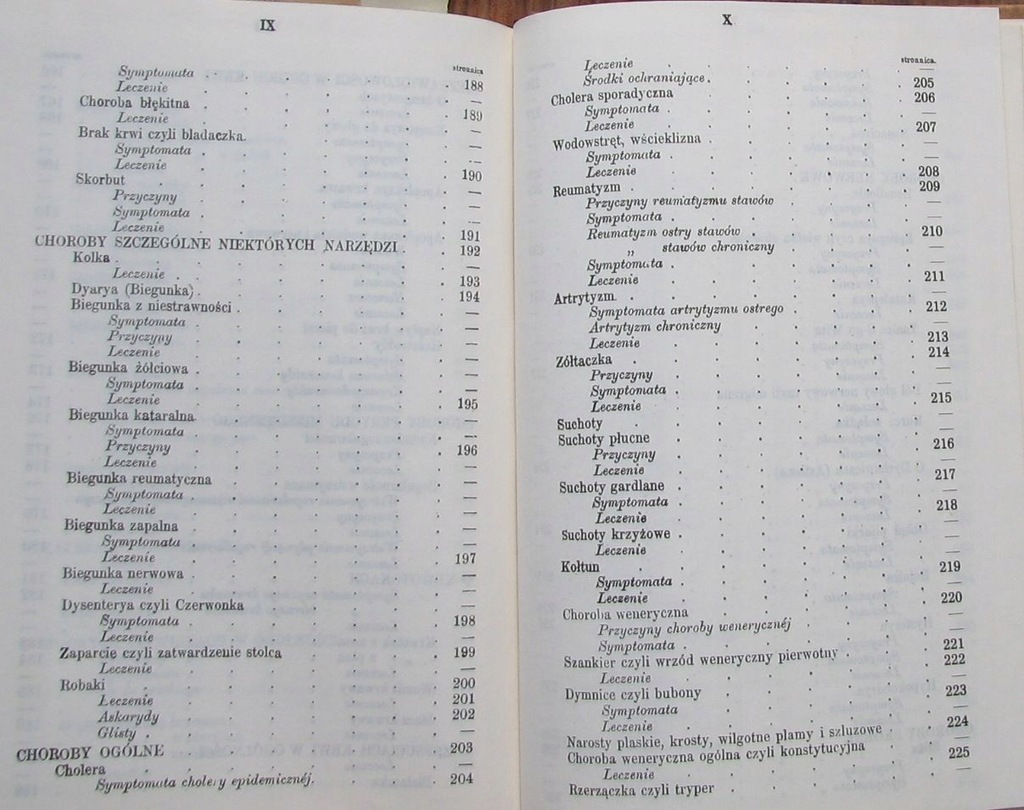 IX
stronnica
Symptomata . 188
Leczenie . —
Choroba błękitna . 189
Leczenie . —
Brak krwi czyli bladaczka. —
Symptomata . —
Leczenie . 190
Skorbut . —
Przyczyny . —
Symptomata . —
Leczenie . 191
CHOROBY SZCZEGÓLNE NIEKTÓRYCH NARZĘDZI . 192
Kolka . —
Leczenie . 193
Dyarya (Biegunka) . 194
Biegunka z niestrawności . —
Symptomata . —
Przyczyny . —
Leczenie . —
Biegunka żółciowa . —
Symptomata . —
Leczenie . 195
Biegunka kataralna —
Symptomata . —
Przyczyny . 196
Leczenie . —
Biegunka reumatyczna . —
Symptomata . —
Leczenie . —
Biegunka zapalna . —
Symptomata —
Leczenie . 197
Biegunka nerwowa . —
Leczenie . —
Dysenterya czyli Czerwonka —
Symptomata . 198
Leczenie . —
Zaparcie czyli zatwardzenie stolca . 199
Leczenie . —
Robaki . 200
Leczenie . 201
Askarydy . 202
Glisty . —
CHOROBY OGÓLNE . 203
Cholera . —
Symptomata cholery epidemicznéj. 204
X
stronnica.
Leczenie . —
Środki ochraniające . 205
Cholera sporadyczna . 206
Symptomata . —
Leczenie . 207
Wodowstręt, wścieklizna . —
Symptomata . —
Leczenie . 208
Reumatyzm . 209
Przyczyny reumatyzmu stawów . —
Symptomata . —
Reumatyzm ostry stawów . 210
„ stawów chroniczny —
Symptomata . —
Leczenie . 211
Artrytyzm. . —
Symptomata artrytyzmu ostrego . 212
Artrytyzm chroniczny . —
Leczenie . 213
Żółtaczka . 214
Przyczyny . —
Symptomata . —
Leczenie . 215
Suchoty . —
Suchoty płucne . 216
Przyczyny . —
Leczenie . 217
Suchoty gardlane . —
Symptomata . 218
Leczenie . —
Suchoty krzyżowe . —
Leczenie . —
Kołtun . 219
Symptomata . —
Leczenie . 220
Choroba weneryczna . —
Przyczyny choroby wenerycznéj . —
Symptomata . 221
Szankier czyli wrzód weneryczny pierwotny . 222
Leczenie . —
Dymnice czyli bubony . 223
Symptomata . —
Leczenie . 224
Narosty płaskie, krosty, wilgotne plamy i szluzowe —
Choroba weneryczna ogólna czyli konstytucyjna . 225
Leczenie . —
Rzerzączka czyli tryper . —